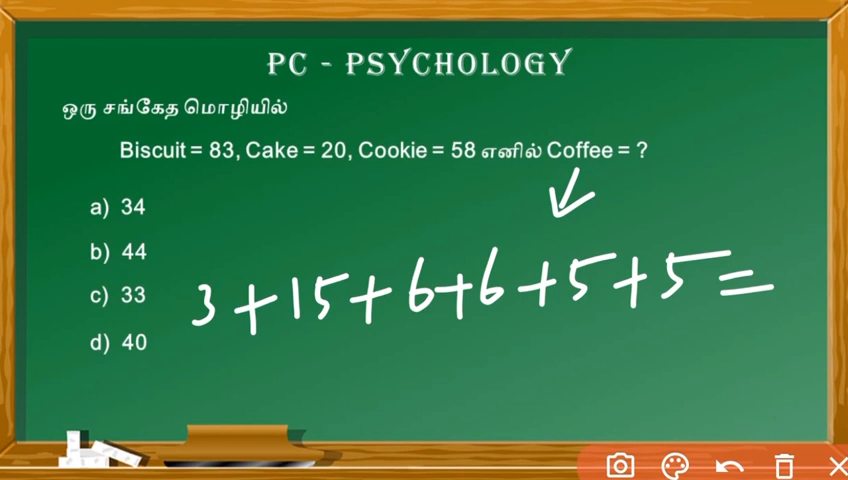 PC - PSYCHOLOGY
ஒரு சங்கேத மொழியில்
Biscuit = 83, Cake = 20, Cookie = 58 எனில் Coffee = ?
a) 34
b) 44
c) 33
d) 40
3+15+6+6+5+5=